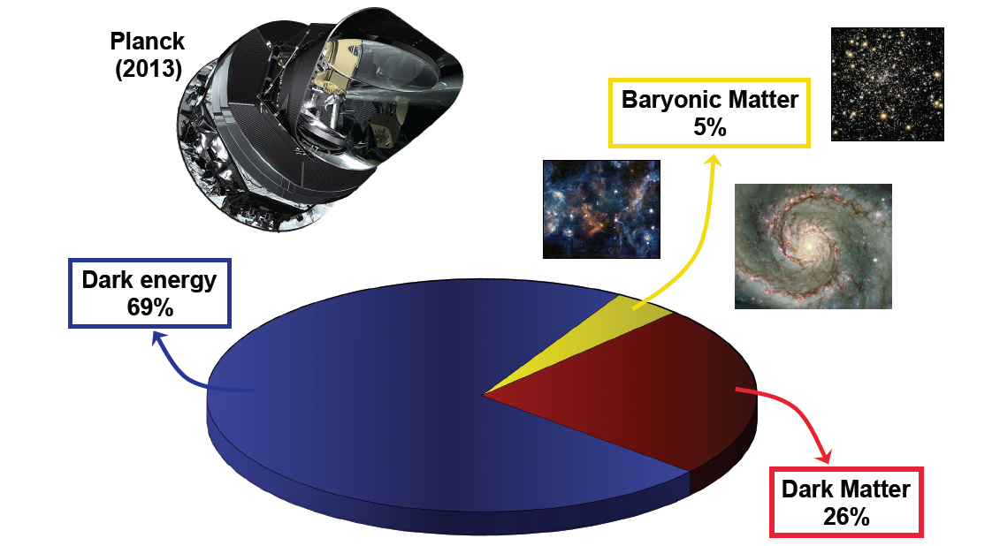 Planck
(2013)
Baryonic Matter
5%
Dark energy
69%
Dark Matter
26%